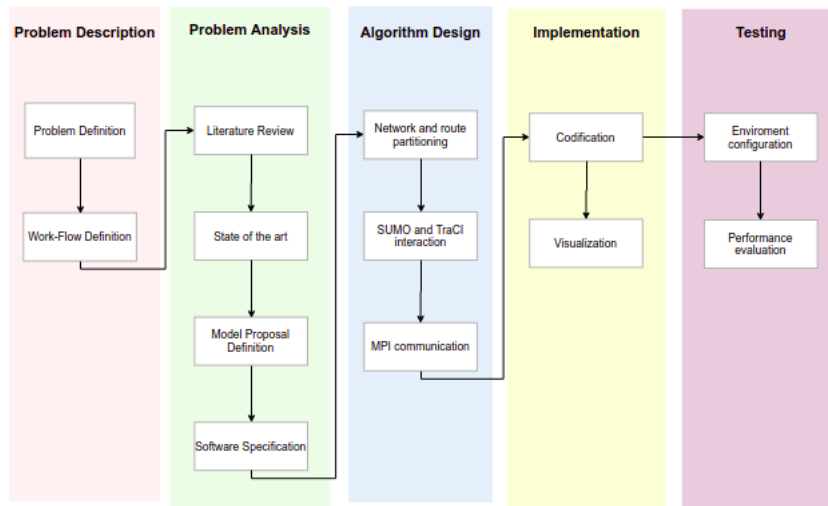 Problem Description
Problem Analysis
Algorithm Design
Implementation
Testing
Problem Definition
Work-Flow Definition
Literature Review
State of the art
Model Proposal
Definition
Software Specification
Network and route
partitioning
SUMO and TraCI
interaction
MPI communication
Codification
Visualization
Enviroment
configuration
Performance
evaluation